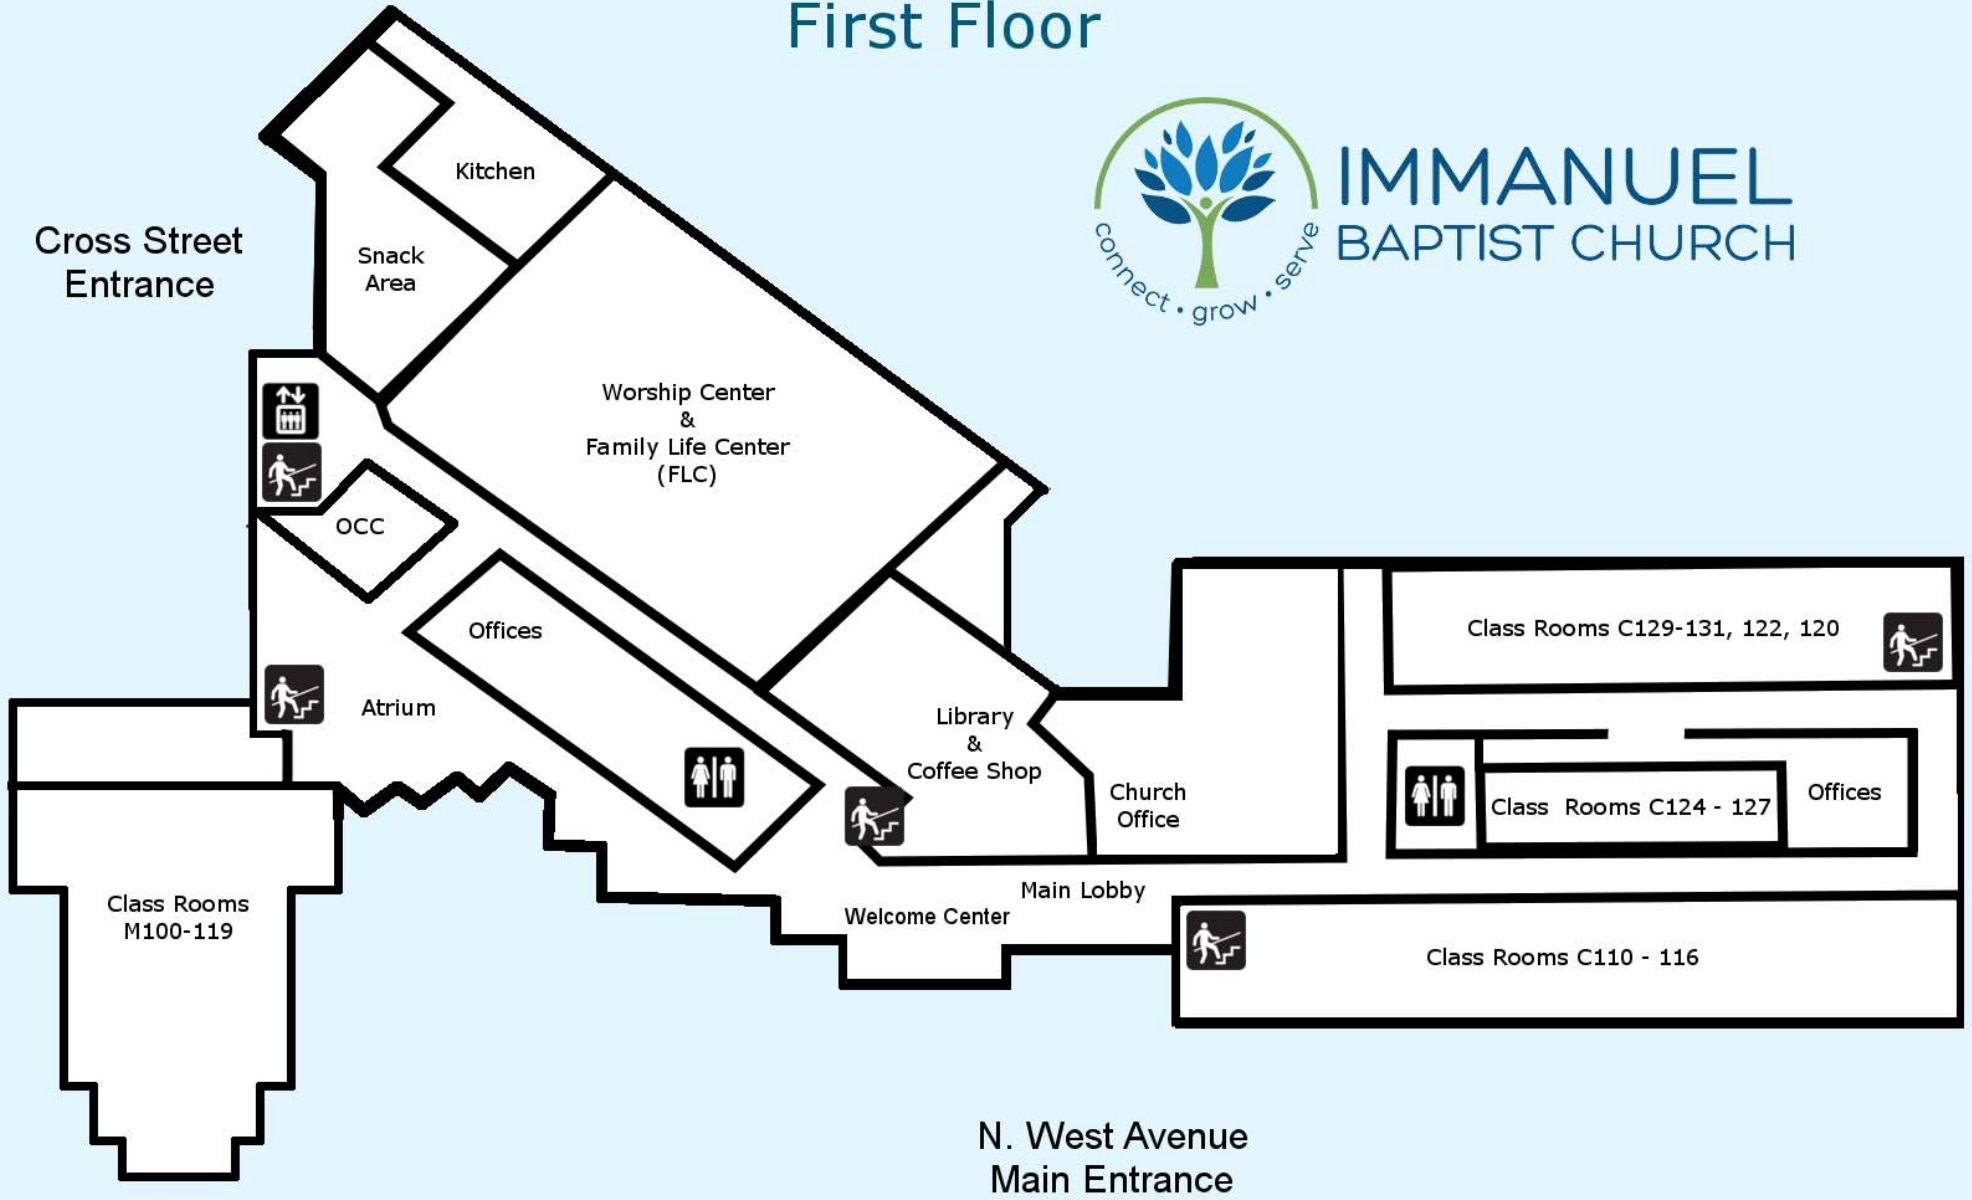 First Floor
IMMANUEL
BAPTIST CHURCH
connect • grow • serve
Kitchen
Cross Street
Entrance
Snack
Area
Worship Center
&
Family Life Center
(FLC)
OCC
Offices
Atrium
Library
&
Coffee Shop
Church
Office
Class Rooms C129-131, 122, 120
Class  Rooms C124 - 127
Offices
Main Lobby
Welcome Center
Class Rooms
M100-119
Class Rooms C110 - 116
N. West Avenue
Main Entrance